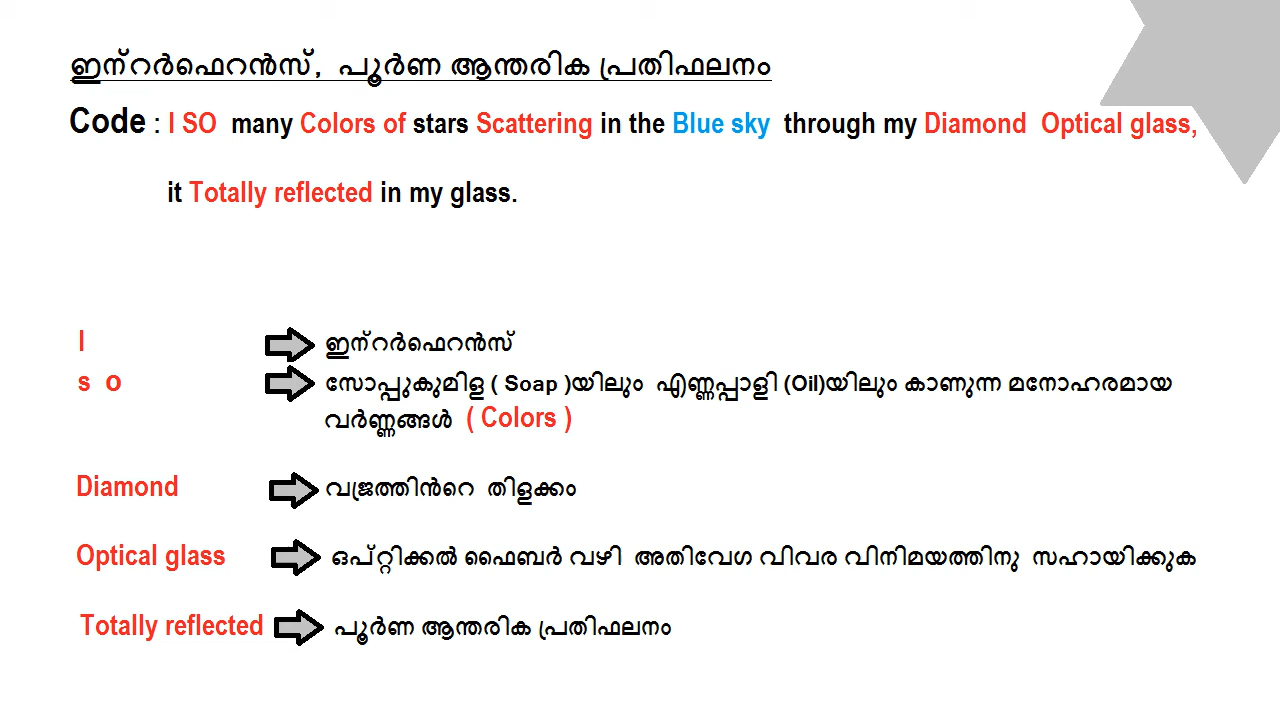 ഇന്റർഫെറൻസ്, പൂർണ ആന്തരിക പ്രതിഫലനം
Code : I SO many Colors of stars Scattering in the Blue sky through my Diamond Optical glass,
it Totally reflected in my glass.
I ഇന്റർഫെറൻസ്
s o സോപ്പുകുമിള ( Soap )യിലും എണ്ണപ്പാളി (Oil)യിലും കാണുന്ന മനോഹരമായ
വർണ്ണങ്ങൾ ( Colors )
Diamond വജ്രത്തിൻറെ തിളക്കം
Optical glass ഒപ്റ്റിക്കൽ ഫൈബർ വഴി അതിവേഗ വിവര വിനിമയത്തിനു സഹായിക്കുക
Totally reflected പൂർണ ആന്തരിക പ്രതിഫലനം